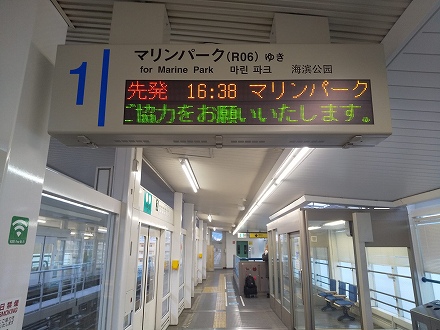 1
マリンパーク(R06) ゆき
for Marine Park 마린 파크 海滨公园
先発 16:38 マリンパーク
ご協力をお願いいたします。